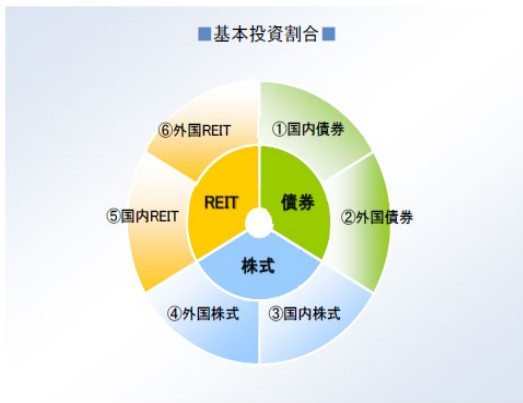 ■基本投資割合■
⑥外国REIT
①国内債券
REIT
債券
⑤国内REIT
②外国債券
株式
④外国株式
③国内株式